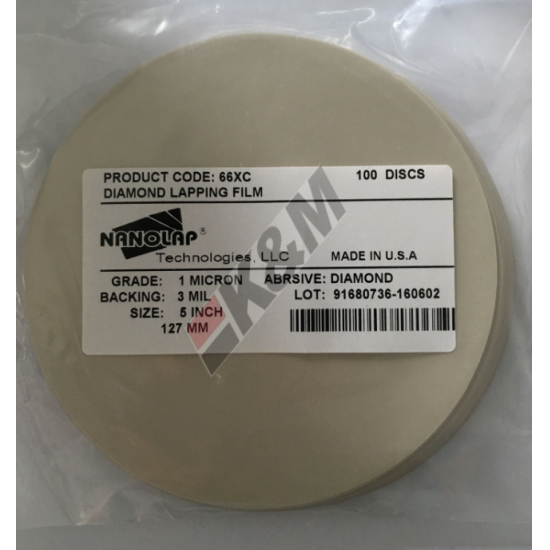 PRODUCT CODE: 66XC 100 DISCS
DIAMOND LAPPING FILM
NANOLAP®
Technologies, LLC MADE IN U.S.A
GRADE: 1 MICRON ABRSIVE: DIAMOND
BACKING: 3 MIL LOT: 91680736-160602
SIZE: 5 INCH
127 MM
K&M